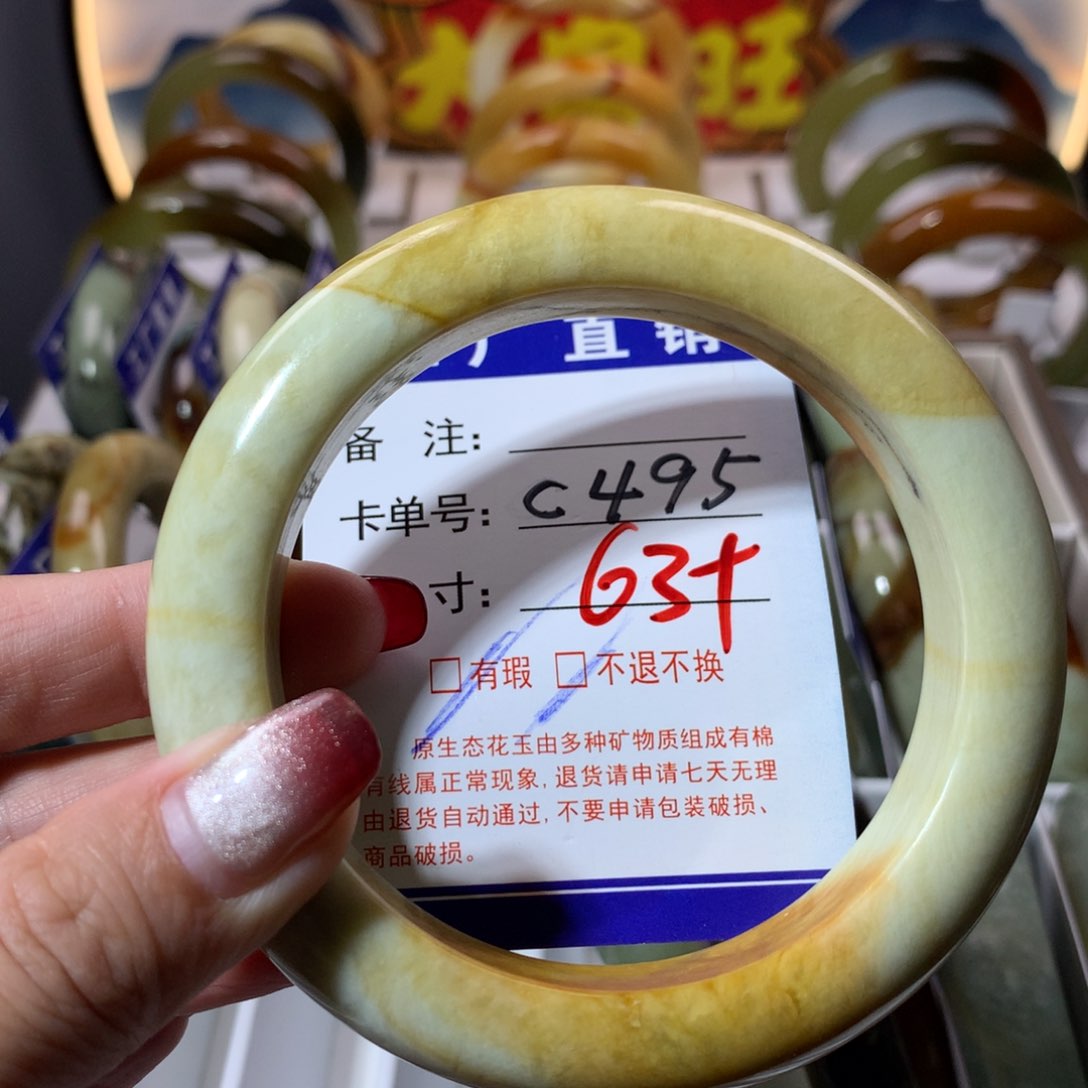 大
旺
厂直销
备 注:
卡单号: C495
寸: 63+
□有瑕 □不退不换
原生态花玉由多种矿物质组成有棉
有线属正常现象,退货请申请七天无理
由退货自动通过,不要申请包装破损、
商品破损。